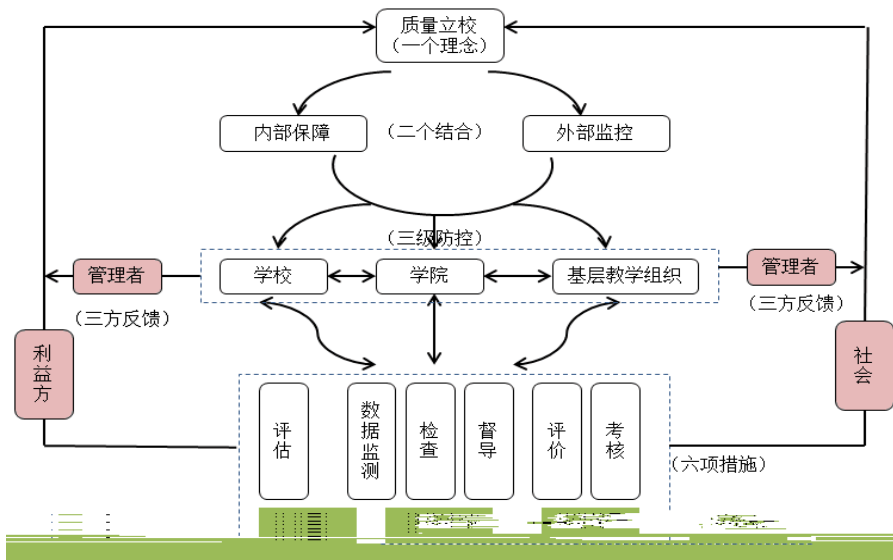 质量立校
（一个理念）
内部保障
（二个结合）
外部监控
（三级防控）
管理者
学校
学院
基层教学组织
管理者
（三方反馈）
（三方反馈）
利益方
社会
评估
数据监测
检查
督导
评价
考核
（六项措施）